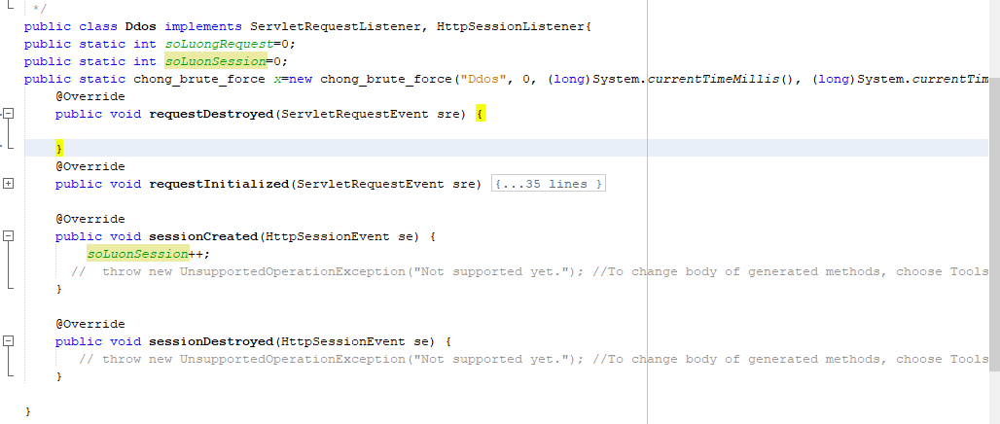 */
public class Ddos implements ServletRequestListener, HttpSessionListener{
public static int soLuongRequest=0;
public static int soLuonSession=0;
public static chong_brute_force x=new chong_brute_force("Ddos", 0, (long)System.currentTimeMillis(), (long)System.currentTim
@Override
public void requestDestroyed(ServletRequestEvent sre) {
}
@Override
public void requestInitialized(ServletRequestEvent sre) {...35 lines }
@Override
public void sessionCreated(HttpSessionEvent se) {
soLuonSession++;
// throw new UnsupportedOperationException("Not supported yet."); //To change body of generated methods, choose Tools
}
@Override
public void sessionDestroyed(HttpSessionEvent se) {
// throw new UnsupportedOperationException("Not supported yet."); //To change body of generated methods, choose Tools
}
}